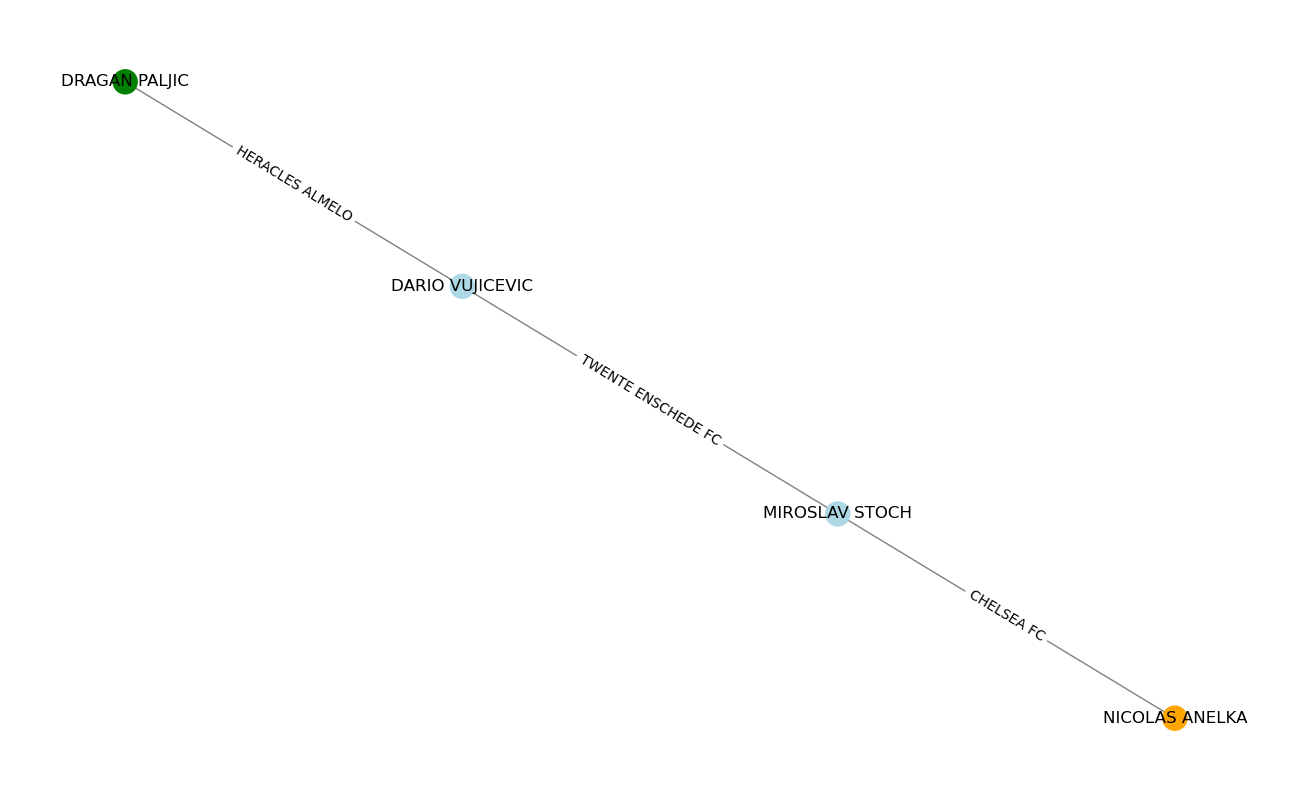 DRAGAN PALJIC
HERACLES ALMELO
DARIO VUJICEVIC
TWENTE ENSCHEDE FC
MIROSLAV STOCH
CHELSEA FC
NICOLAS ANELKA